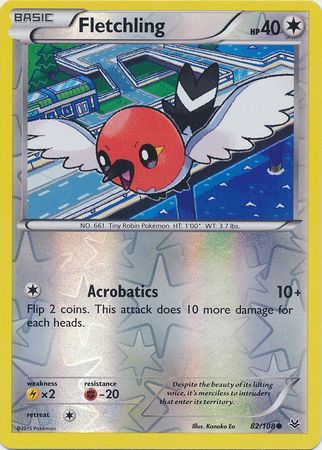 BASIC
Fletchling
HP40
NO. 661 Tiny Robin Pokémon HT: 1'00" WT: 3.7 lbs.
Acrobatics 10+
Flip 2 coins. This attack does 10 more damage for
each heads.
weakness
×2
resistance
-20
retreat
Despite the beauty of its lilting
voice, it's merciless to intruders
that enter its territory.
©2015 Pokémon
Illus. Kanako Eo
82/108